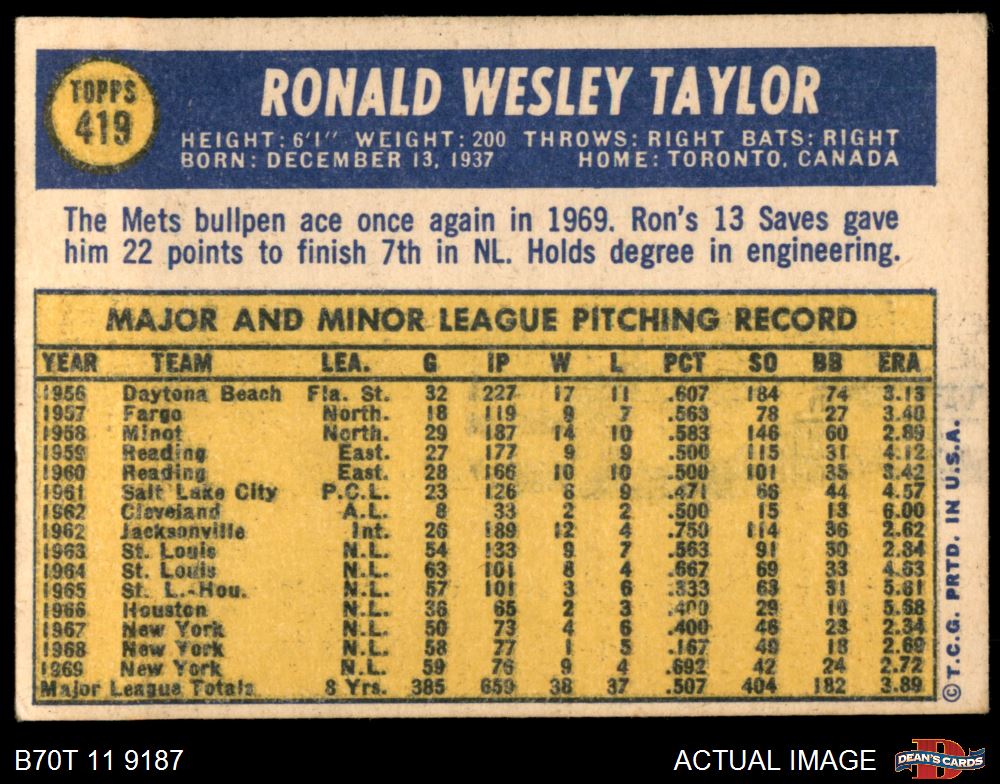 TOPPS
419
RONALD WESLEY TAYLOR
HEIGHT: 6'1" WEIGHT: 200 THROWS: RIGHT BATS: RIGHT
BORN: DECEMBER 13, 1937 HOME: TORONTO, CANADA
The Mets bullpen ace once again in 1969. Ron's 13 Saves gave
him 22 points to finish 7th in NL. Holds degree in engineering.
MAJOR AND MINOR LEAGUE PITCHING RECORD
YEAR TEAM LEA. G IP W L PCT SO BB ERA
1956 Daytona Beach Fla. St. 32 227 17 11 .607 184 74 3.13
1957 Fargo North. 18 119 9 7 .563 78 27 3.40
1958 Minot North. 29 187 14 10 .583 146 60 2.89
1959 Reading East. 27 177 9 9 .500 115 31 4.12
1960 Reading East. 28 166 10 10 .500 101 35 3.42
1961 Salt Lake City P.C.L. 23 126 8 9 .471 66 44 4.57
1962 Cleveland A.L. 8 33 2 2 .500 15 13 6.00
1962 Jacksonville Int. 26 189 12 4 .750 114 36 2.62
1963 St. Louis N.L. 54 133 9 7 .563 91 30 2.84
1964 St. Louis N.L. 63 101 8 4 .667 69 33 4.63
1965 St. L.-Hou. N.L. 57 101 3 6 .333 63 31 5.61
1966 Houston N.L. 36 65 2 3 .400 29 10 5.68
1967 New York N.L. 50 73 4 6 .400 46 23 2.34
1968 New York N.L. 58 77 1 5 .167 49 18 2.69
1969 New York N.L. 59 76 9 4 .692 42 24 2.72
Major League Totals 8 Yrs. 385 659 38 37 .507 404 182 3.89
© T.C.G. PRTD. IN U.S.A.
B70T 11 9187 ACTUAL IMAGE
DEAN'S CARDS